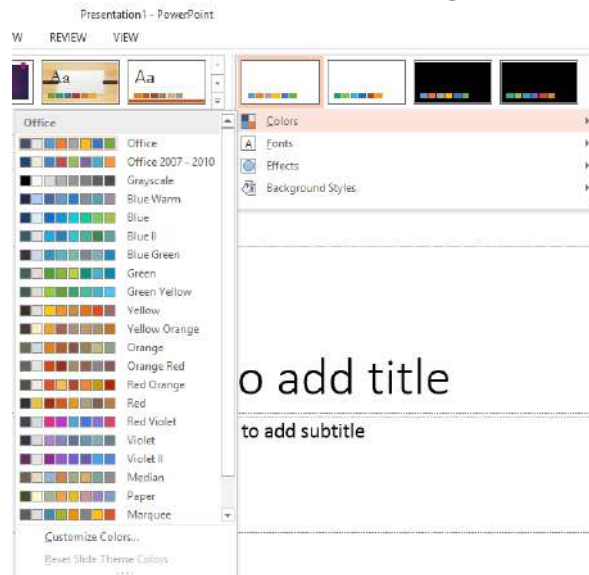 Presentation1 - PowerPoint
W REVIEW VIEW
Aa Aa
Office
Office
Office 2007 - 2010
Grayscale
Blue Warm
Blue
Blue II
Blue Green
Green
Green Yellow
Yellow
Yellow Orange
Orange
Orange Red
Red Orange
Red
Red Violet
Violet
Violet II
Median
Paper
Marquee
Customize Colors...
Reset Slide Theme Colors
Colors
A Fonts
Effects
Background Styles
o add title
to add subtitle